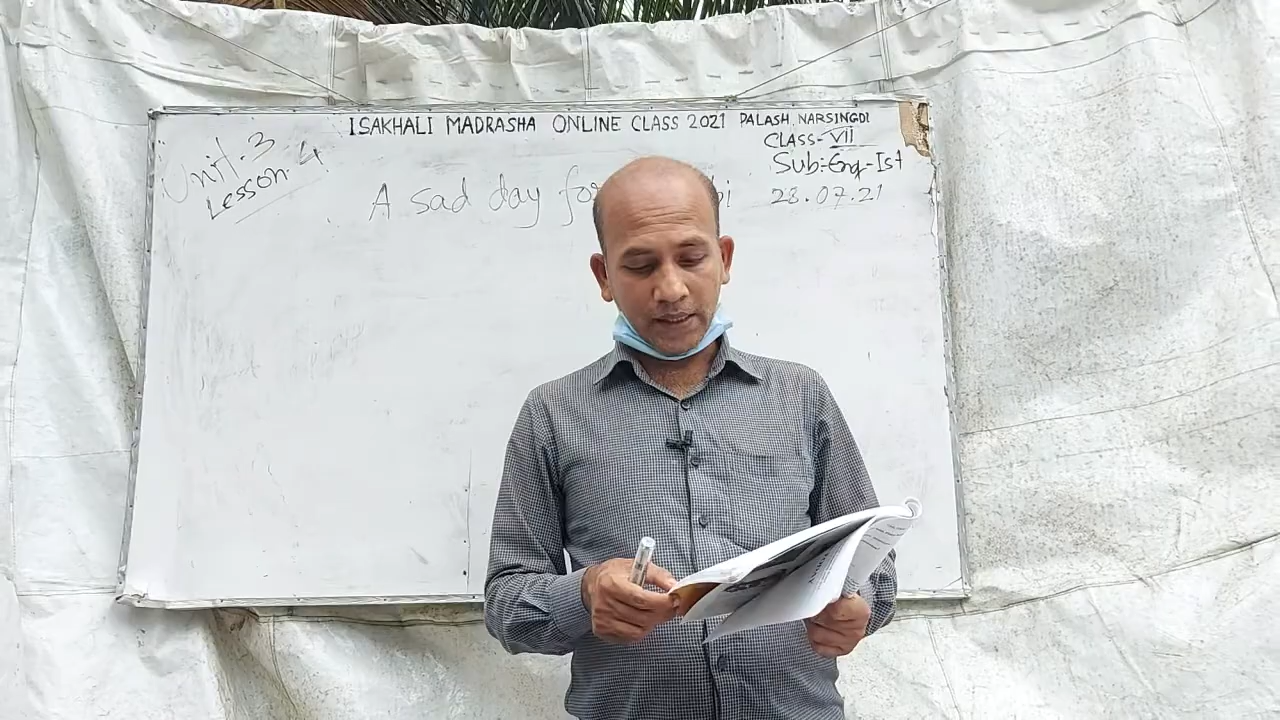 ISAKHALI MADRASHA ONLINE CLASS 2021 PALASH, NARSINGDI
CLASS-VII
Sub:-Eng-Ist
28.07.21
Unit-3
Lesson-4
A sad day for